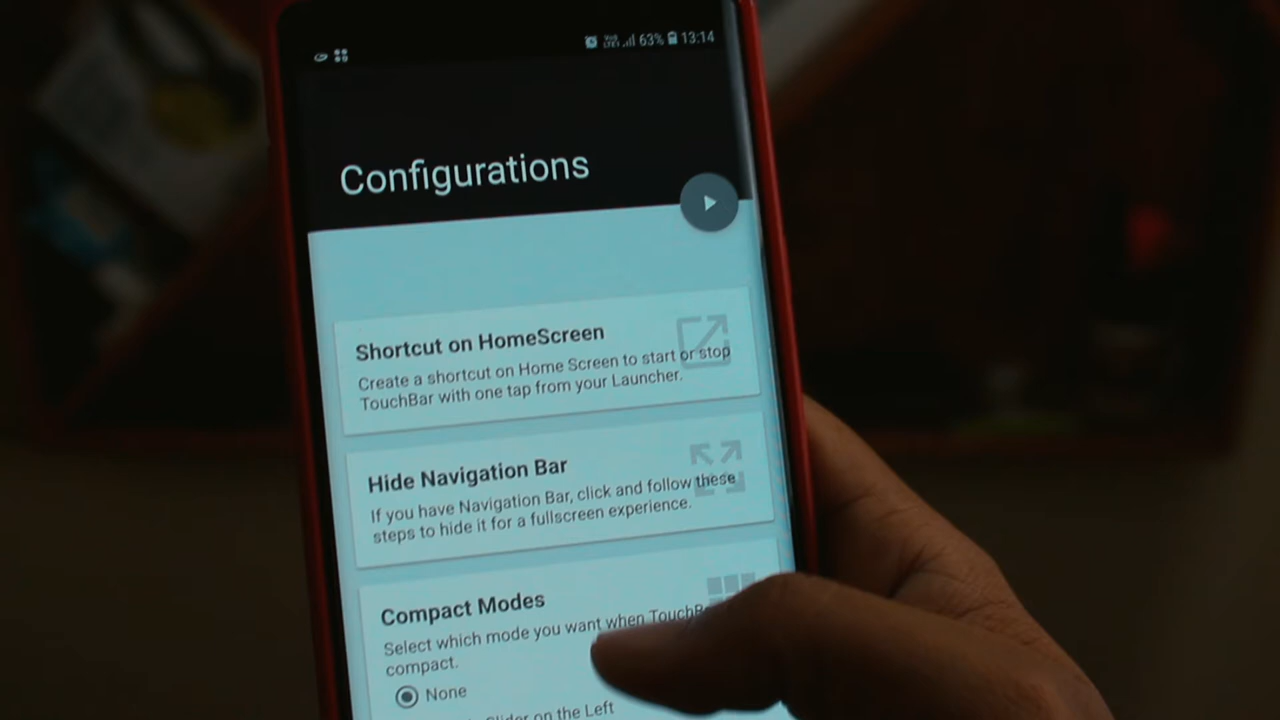 63% 13:14
Configurations
Shortcut on HomeScreen
Create a shortcut on Home Screen to start or stop
TouchBar with one tap from your Launcher.
Hide Navigation Bar
If you have Navigation Bar, click and follow these
steps to hide it for a fullscreen experience.
Compact Modes
Select which mode you want when
compact.
None
on the Left